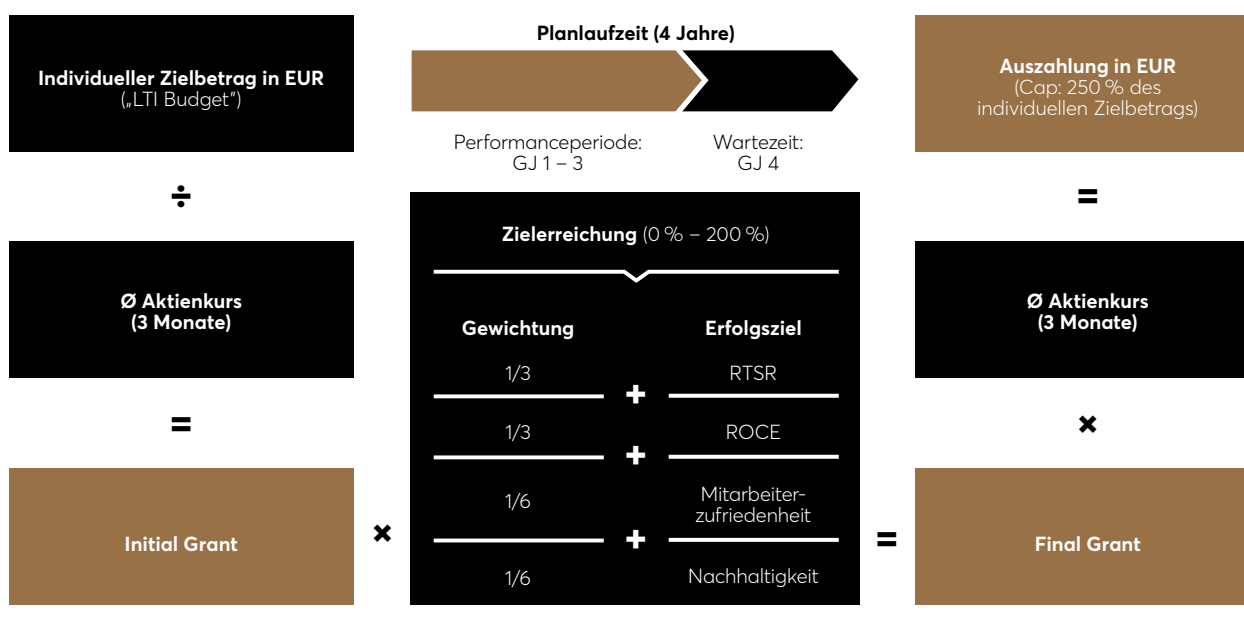 Individueller Zielbetrag in EUR
(„LTI Budget”)
÷
Ø Aktienkurs
(3 Monate)
=
Initial Grant
×
Planlaufzeit (4 Jahre)
Performanceperiode:
GJ 1 – 3
Wartezeit:
GJ 4
Zielerreichung (0 % – 200 %)
Gewichtung Erfolgsziel
1/3 RTSR
+
1/3 ROCE
+
1/6 Mitarbeiter-
zufriedenheit
+
1/6 Nachhaltigkeit
=
Auszahlung in EUR
(Cap: 250 % des
individuellen Zielbetrags)
=
Ø Aktienkurs
(3 Monate)
×
Final Grant